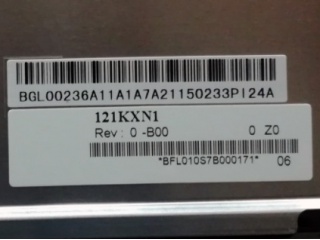 BGL00236A11A1A7A21150233PI24A
121KXN1
Rev: 0 -B00 0 Z0
*BFL010S7B000171* 06